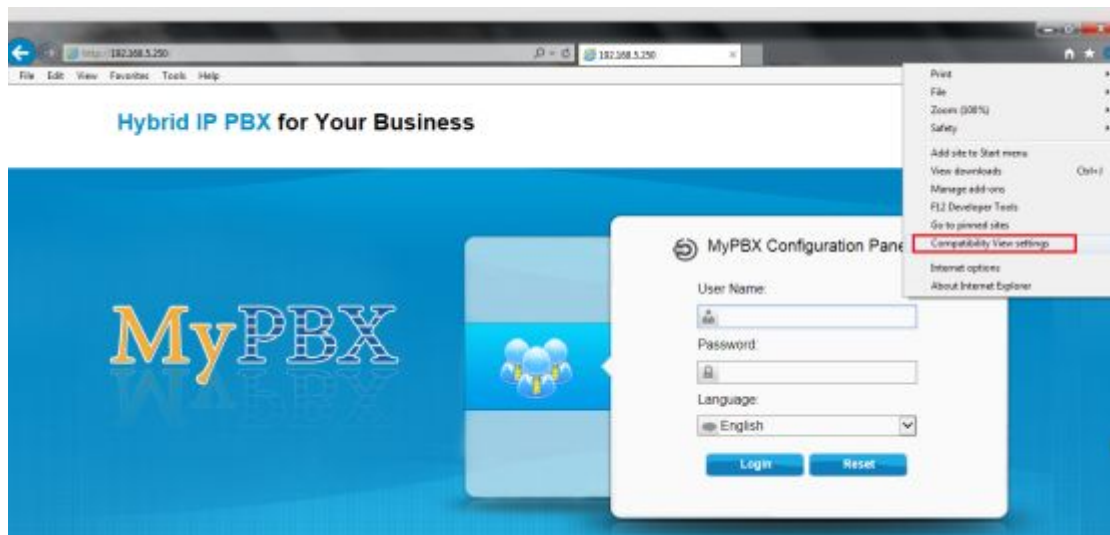 http://192.168.5.250
192.168.5.250
File Edit View Favorites Tools Help
Hybrid IP PBX for Your Business
Print
File
Zoom (100%)
Safety
Add site to Start menu
View downloads Ctrl+J
Manage add-ons
F12 Developer Tools
Go to pinned sites
Compatibility View settings
Internet options
About Internet Explorer
MyPBX
MyPBX Configuration Pane
User Name:
Password:
Language:
English
Login Reset